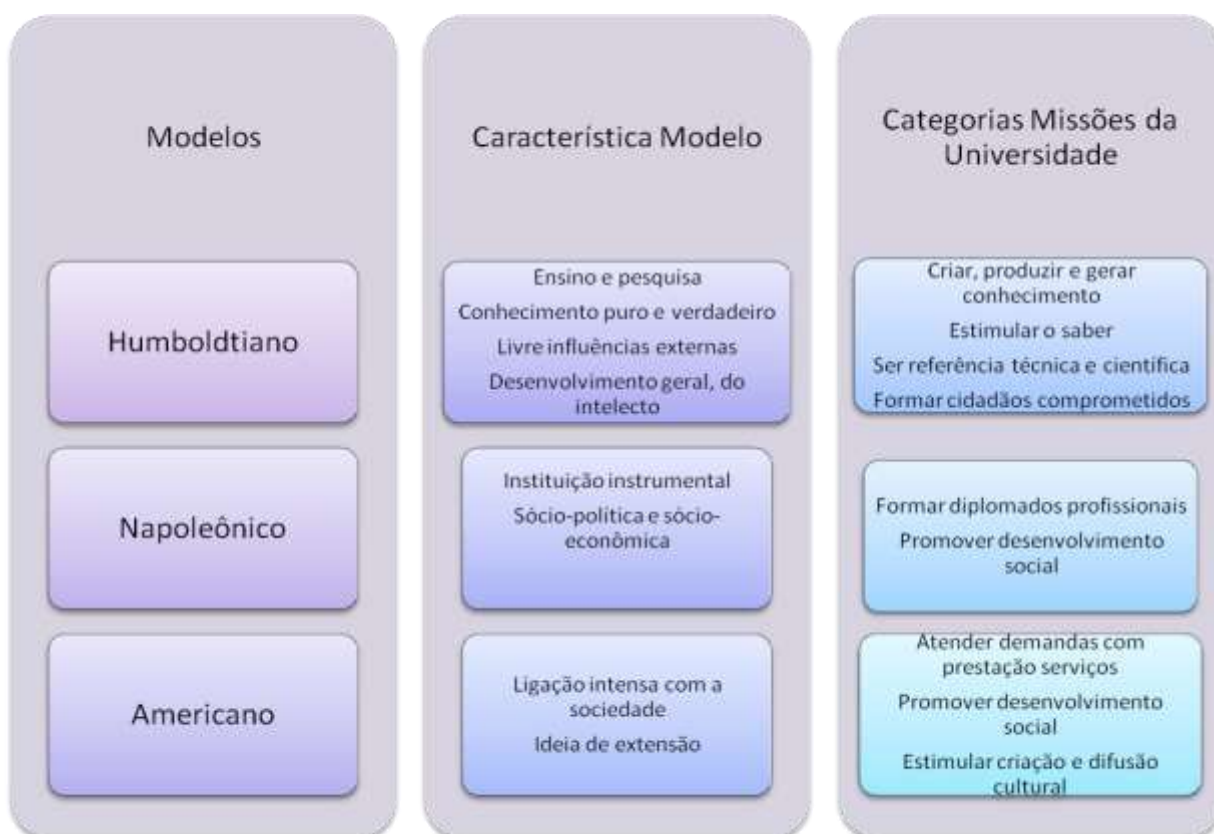 Modelos
Característica Modelo
Categorias Missões da
Universidade
Humboldtiano
Ensino e pesquisa
Conhecimento puro e verdadeiro
Livre influências externas
Desenvolvimento geral, do
intelecto
Criar, produzir e gerar
conhecimento
Estimular o saber
Ser referência técnica e científica
Formar cidadãos comprometidos
Napoleônico
Instituição instrumental
Sócio-política e sócio-
econômica
Formar diplomados profissionais
Promover desenvolvimento
social
Americano
Ligação intensa com a
sociedade
Ideia de extensão
Atender demandas com
prestação serviços
Promover desenvolvimento
social
Estimular criação e difusão
cultural